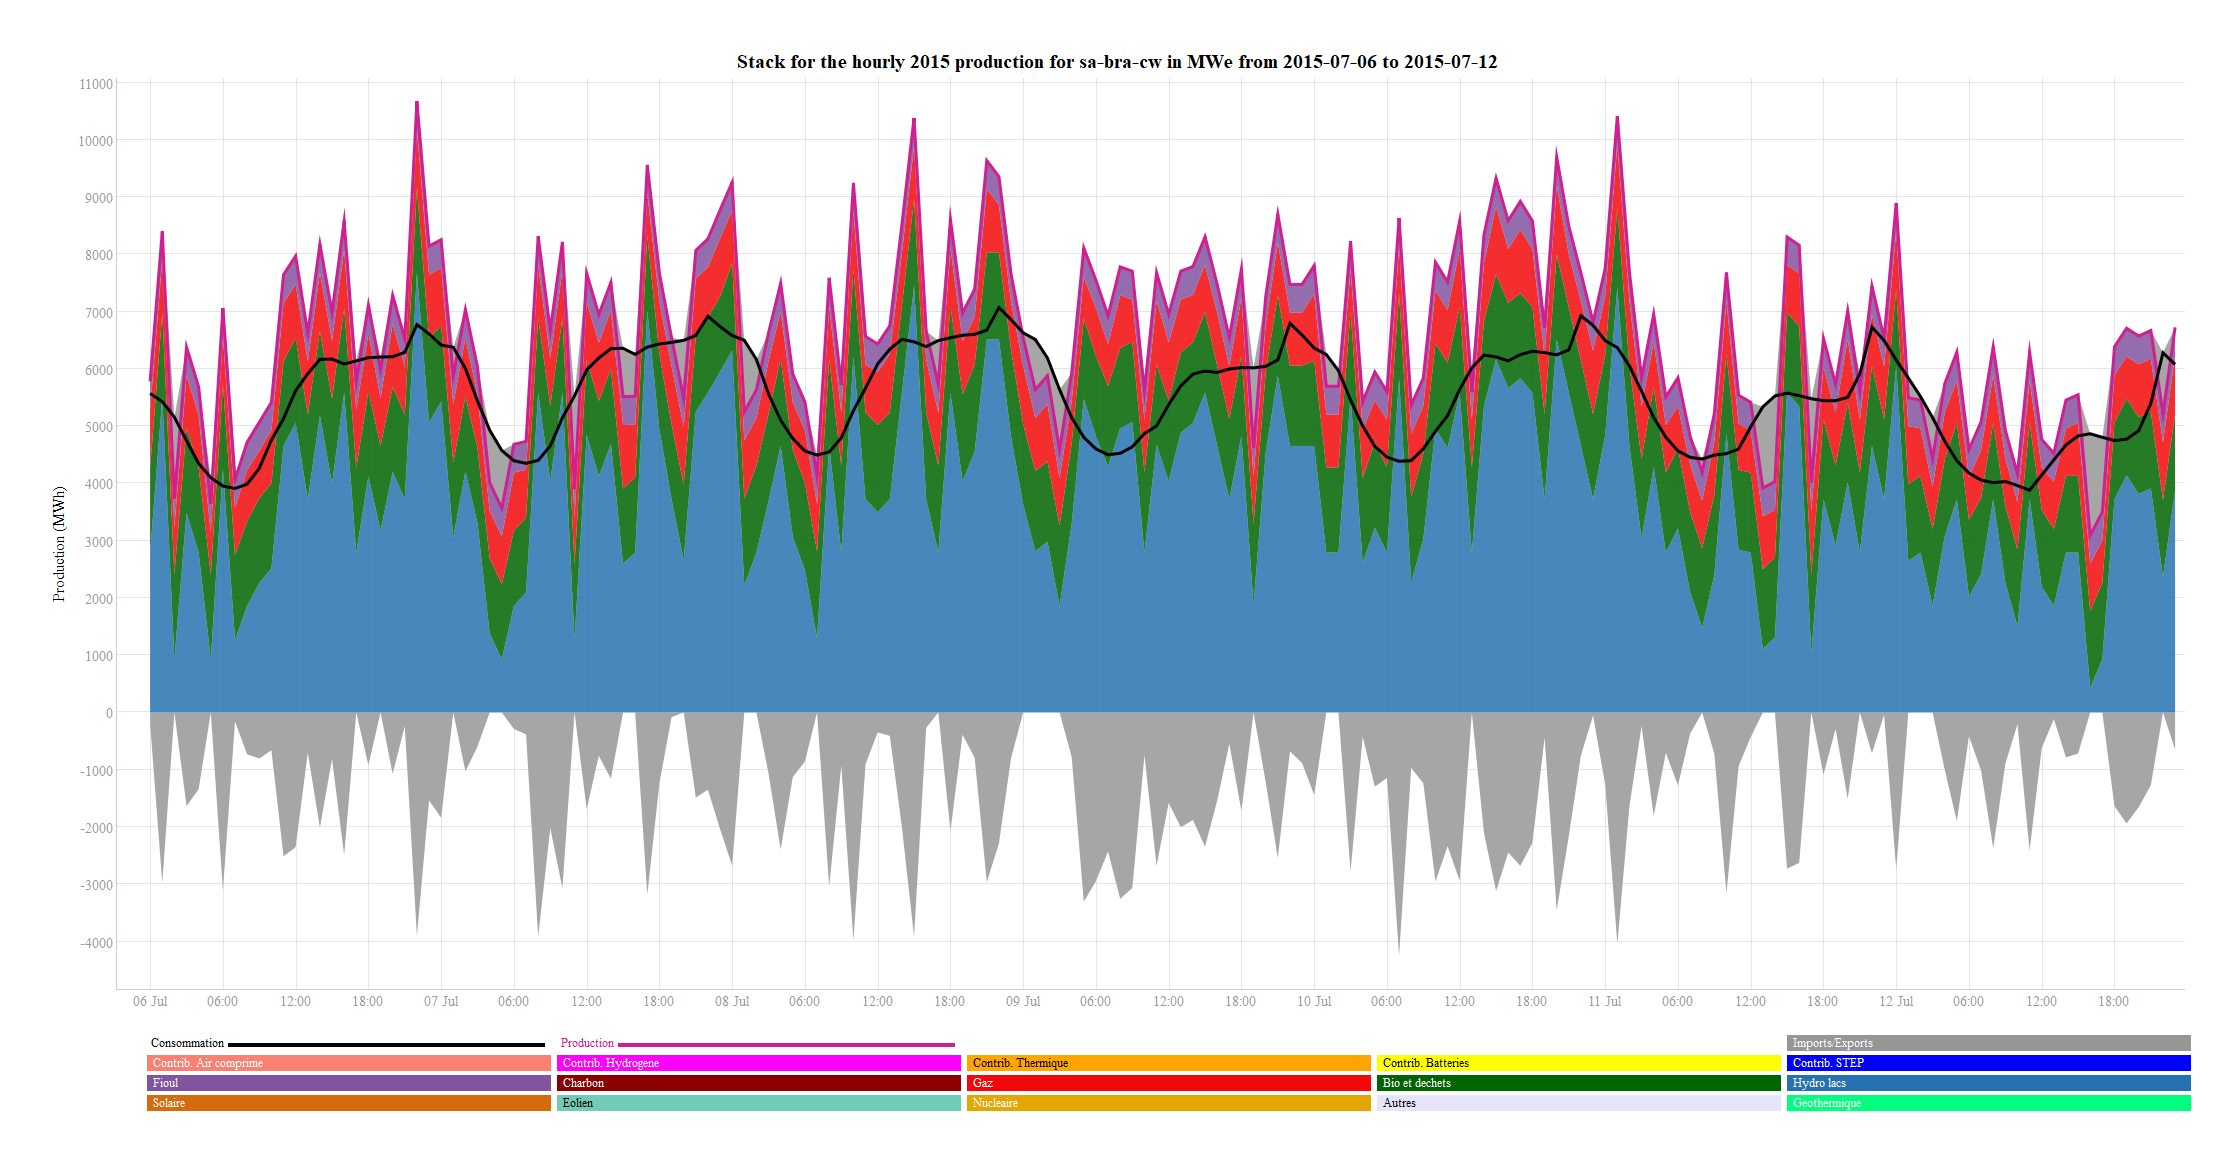 Stack for the hourly 2015 production for sa-bra-cw in MWe from 2015-07-06 to 2015-07-12
Production (MWh)
11000
10000
9000
8000
7000
6000
5000
4000
3000
2000
1000
0
-1000
-2000
-3000
-4000
06 Jul 06:00 12:00 18:00 07 Jul 06:00 12:00 18:00 08 Jul 06:00 12:00 18:00 09 Jul 06:00 12:00 18:00 10 Jul 06:00 12:00 18:00 11 Jul 06:00 12:00 18:00 12 Jul 06:00 12:00 18:00
Consommation Production Imports/Exports
Contrib. Air comprime Contrib. Hydrogene Contrib. Thermique Contrib. Batteries Contrib. STEP
Fioul Charbon Gaz Bio et dechets Hydro lacs
Solaire Eolien Nucleaire Autres Geothermique